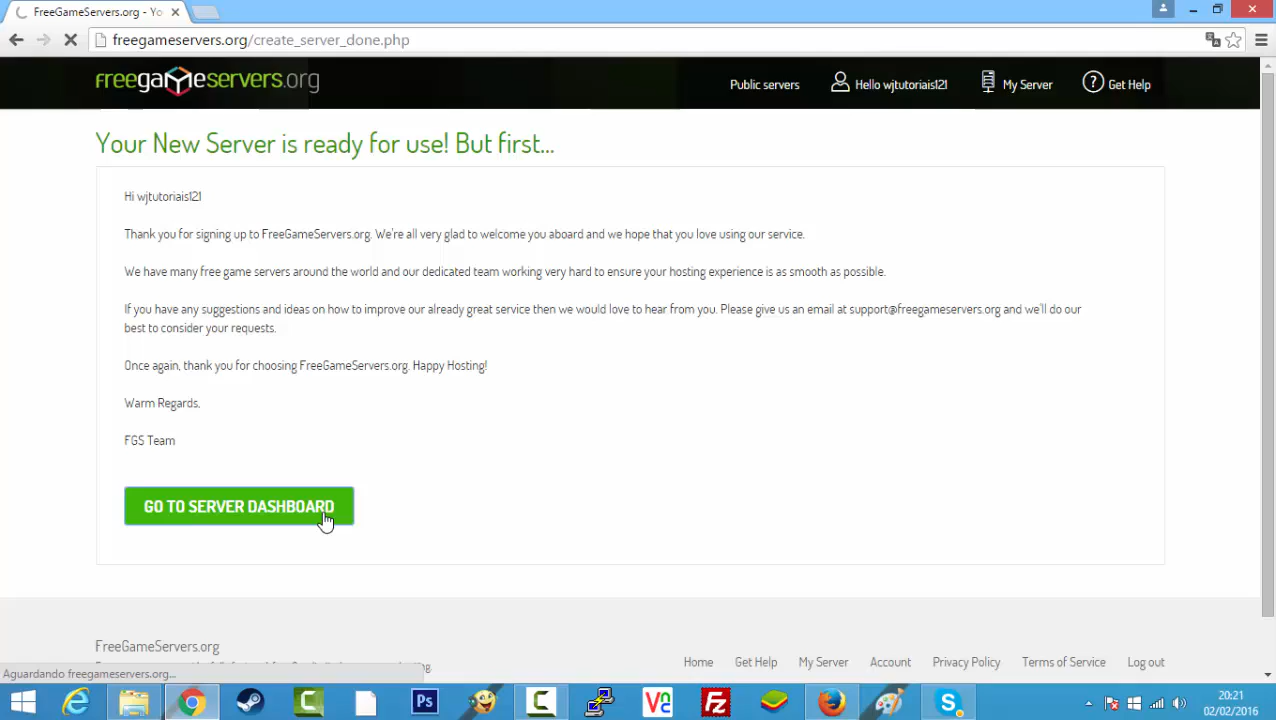 FreeGameServers.org - Yo
freegameservers.org/create_server_done.php
freegameservers.org
Public servers
Hello wjtutoriais121
My Server
Get Help
Your New Server is ready for use! But first...
Hi wjtutoriais121
Thank you for signing up to FreeGameServers.org. We're all very glad to welcome you aboard and we hope that you love using our service.
We have many free game servers around the world and our dedicated team working very hard to ensure your hosting experience is as smooth as possible.
If you have any suggestions and ideas on how to improve our already great service then we would love to hear from you. Please give us an email at support@freegameservers.org and we'll do our
best to consider your requests.
Once again, thank you for choosing FreeGameServers.org. Happy Hosting!
Warm Regards,
FGS Team
GO TO SERVER DASHBOARD
FreeGameServers.org
Home
Get Help
My Server
Account
Privacy Policy
Terms of Service
Log out
Aguardando freegameservers.org...
20:21
02/02/2016